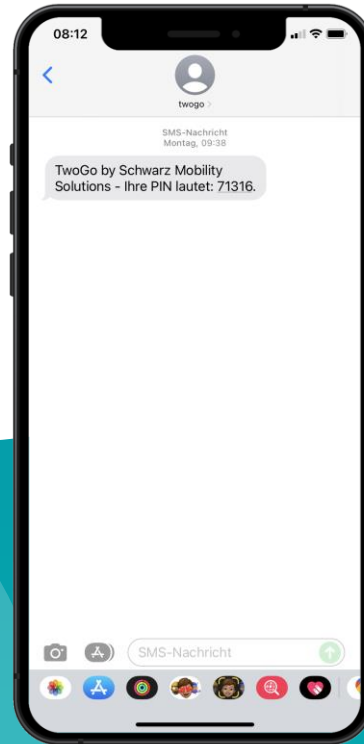 08:12
twogo
SMS-Nachricht
Montag, 09:38
TwoGo by Schwarz Mobility
Solutions - Ihre PIN lautet: 71316.
SMS-Nachricht